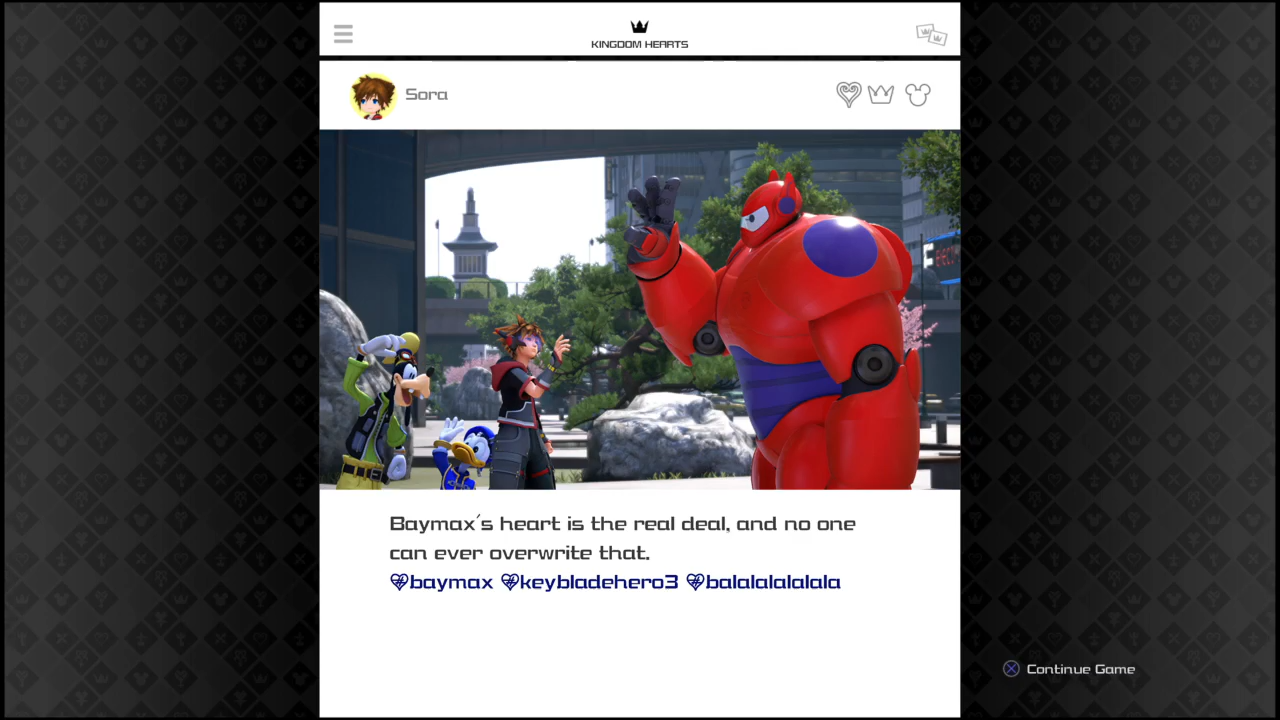 KINGDOM HEARTS
Sora
Baymax's heart is the real deal, and no one
can ever overwrite that.
baymax keybladehero3 balalalalalala
Continue Game